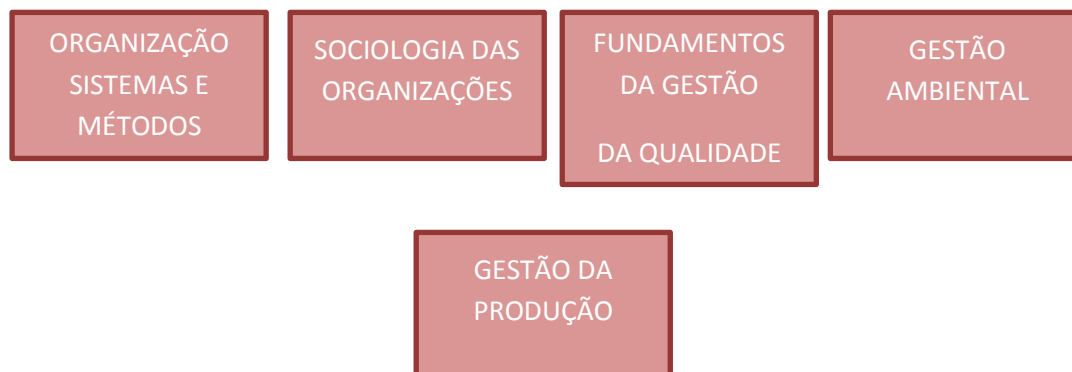 ORGANIZAÇÃO
SISTEMAS E
MÉTODOS
SOCIOLOGIA DAS
ORGANIZAÇÕES
FUNDAMENTOS
DA GESTÃO
DA QUALIDADE
GESTÃO
AMBIENTAL
GESTÃO DA
PRODUÇÃO